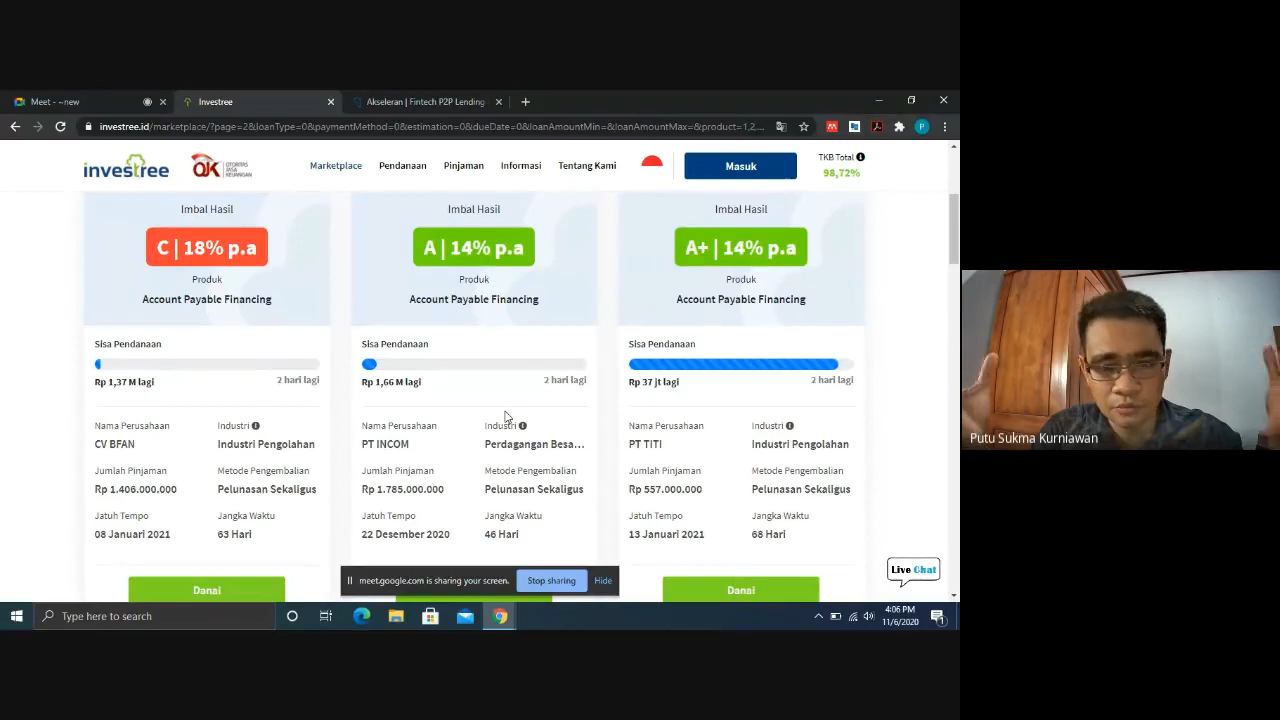 Meet - ~new
Investree
Akseleran | Fintech P2P Lending
investree.id/marketplace/?page=2&loanType=0&paymentMethod=0&estimation=0&dueDate=0&loanAmountMin=&loanAmountMax=&product=1,2,...
P
investree
OJK OTORITAS JASA KEUANGAN
Marketplace Pendanaan Pinjaman Informasi Tentang Kami
Masuk
TKB Total
98,72%
Imbal Hasil Imbal Hasil Imbal Hasil
C | 18% p.a A | 14% p.a A+ | 14% p.a
Produk Produk Produk
Account Payable Financing Account Payable Financing Account Payable Financing
Sisa Pendanaan Sisa Pendanaan Sisa Pendanaan
Rp 1,37 M lagi 2 hari lagi Rp 1,66 M lagi 2 hari lagi Rp 37 jt lagi 2 hari lagi
Nama Perusahaan Industri Nama Perusahaan Industri Nama Perusahaan Industri
CV BFAN Industri Pengolahan PT INCOM Perdagangan Besa... PT TITI Industri Pengolahan
Jumlah Pinjaman Metode Pengembalian Jumlah Pinjaman Metode Pengembalian Jumlah Pinjaman Metode Pengembalian
Rp 1.406.000.000 Pelunasan Sekaligus Rp 1.785.000.000 Pelunasan Sekaligus Rp 557.000.000 Pelunasan Sekaligus
Jatuh Tempo Jangka Waktu Jatuh Tempo Jangka Waktu Jatuh Tempo Jangka Waktu
08 Januari 2021 63 Hari 22 Desember 2020 46 Hari 13 Januari 2021 68 Hari
Danai Danai
Live Chat
meet.google.com is sharing your screen. Stop sharing Hide
Type here to search
4:06 PM
11/6/2020
1
Putu Sukma Kurniawan